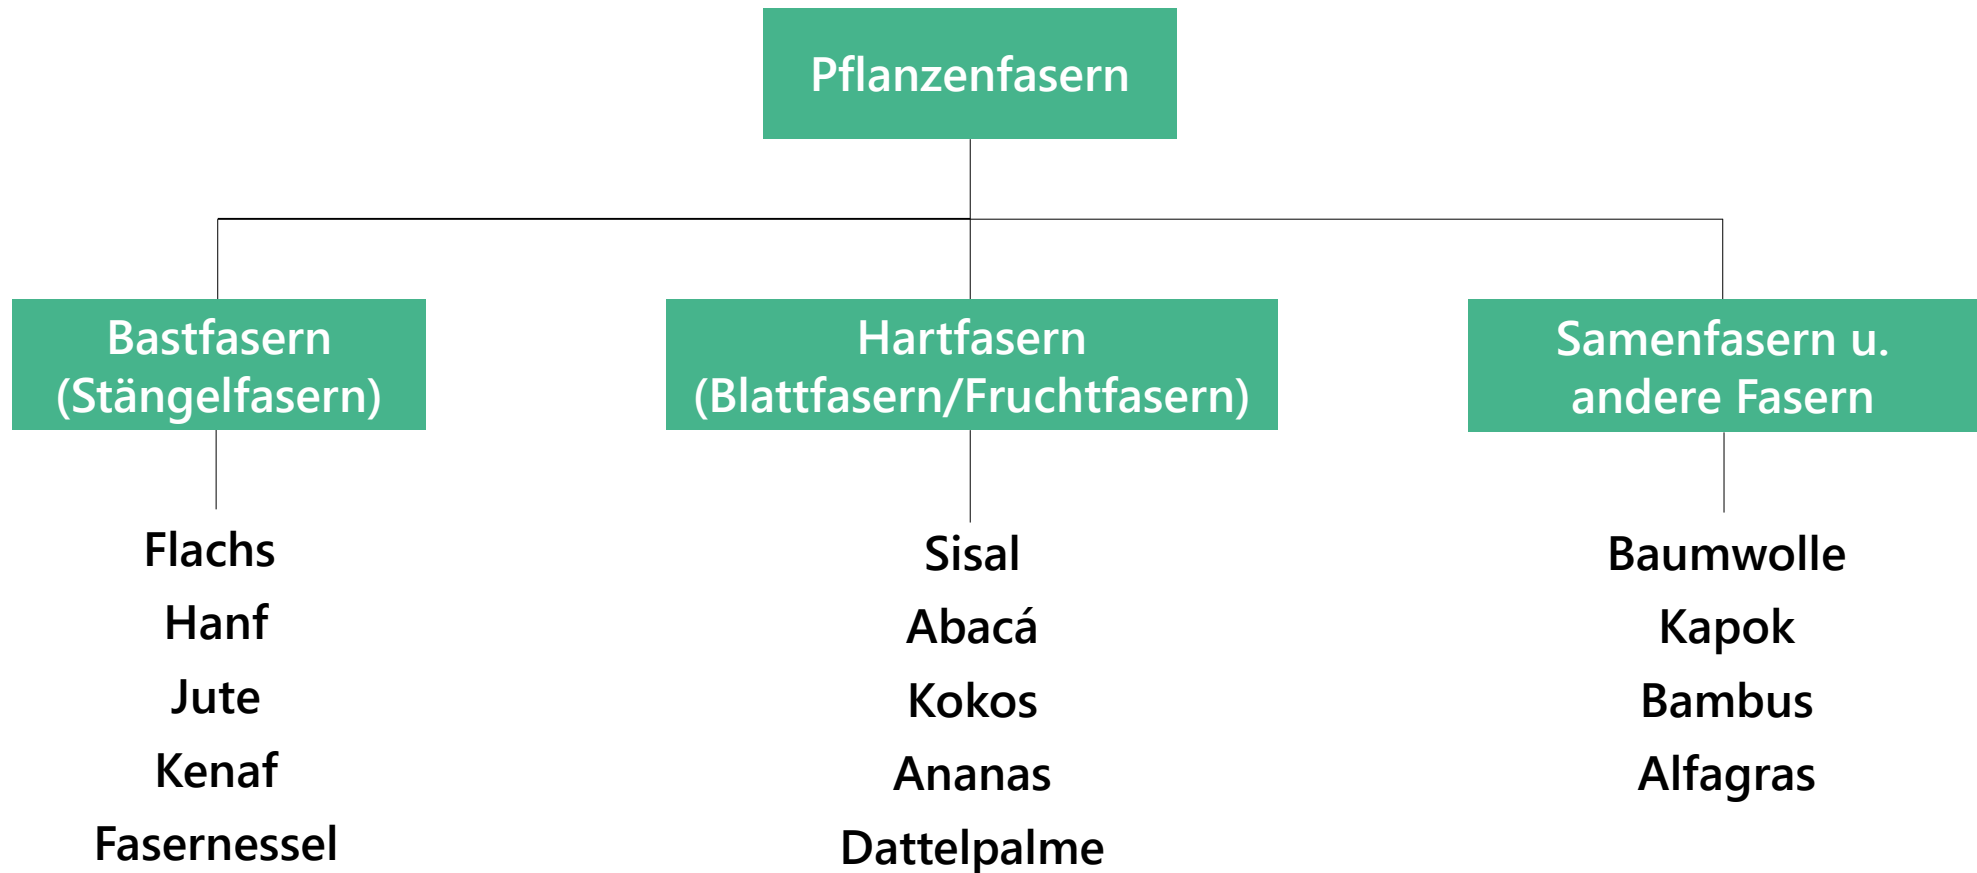 Pflanzenfasern
Bastfasern
(Stängelfasern)
Hartfasern
(Blattfasern/Fruchtfasern)
Samenfasern u.
andere Fasern
Flachs
Hanf
Jute
Kenaf
Fasernessel
Sisal
Abacá
Kokos
Ananas
Dattelpalme
Baumwolle
Kapok
Bambus
Alfagras